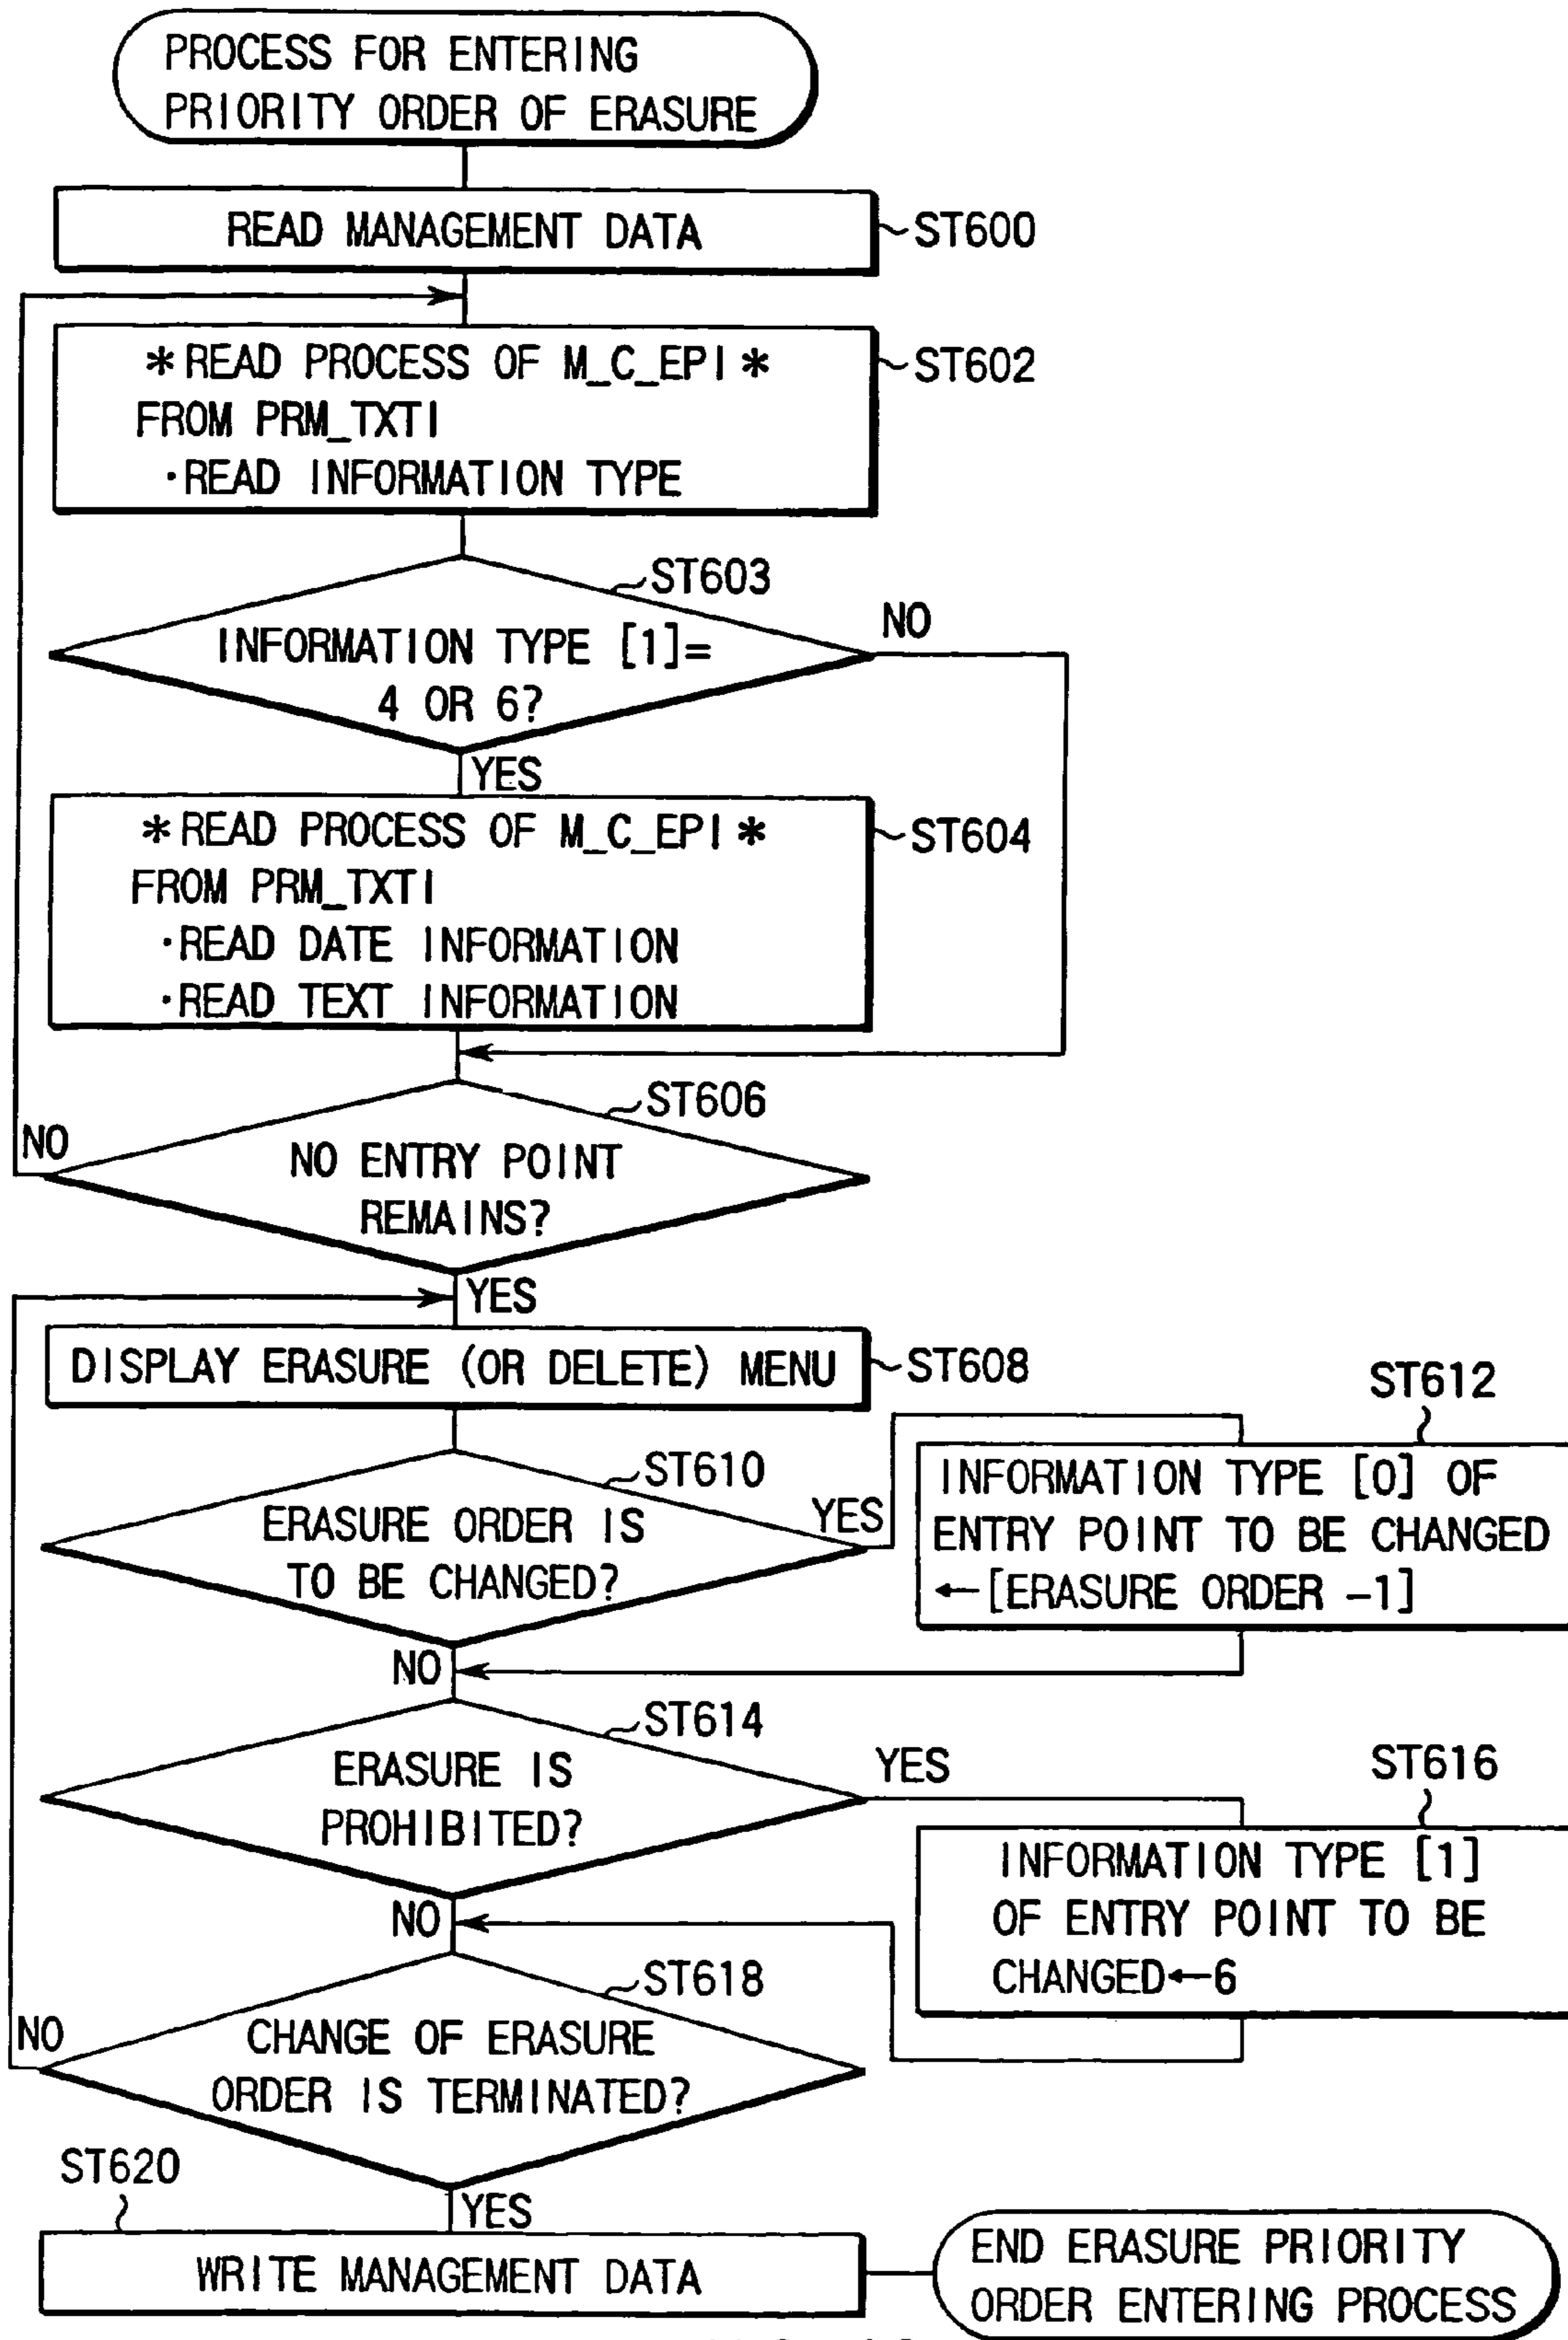 PROCESS FOR ENTERING
PRIORITY ORDER OF ERASURE
READ MANAGEMENT DATA
ST600
*READ PROCESS OF M_C_EPI*
FROM PRM_TXTI
·READ INFORMATION TYPE
ST602
ST603
INFORMATION TYPE [1]=
4 OR 6?
NO
YES
*READ PROCESS OF M_C_EPI*
FROM PRM_TXTI
·READ DATE INFORMATION
·READ TEXT INFORMATION
ST604
ST606
NO
NO ENTRY POINT
REMAINS?
YES
DISPLAY ERASURE (OR DELETE) MENU
ST608
ST610
ERASURE ORDER IS
TO BE CHANGED?
YES
ST612
INFORMATION TYPE [0] OF
ENTRY POINT TO BE CHANGED
←[ERASURE ORDER -1]
NO
ST614
ERASURE IS
PROHIBITED?
YES
ST616
INFORMATION TYPE [1]
OF ENTRY POINT TO BE
CHANGED←6
NO
ST618
NO
CHANGE OF ERASURE
ORDER IS TERMINATED?
YES
ST620
WRITE MANAGEMENT DATA
END ERASURE PRIORITY
ORDER ENTERING PROCESS